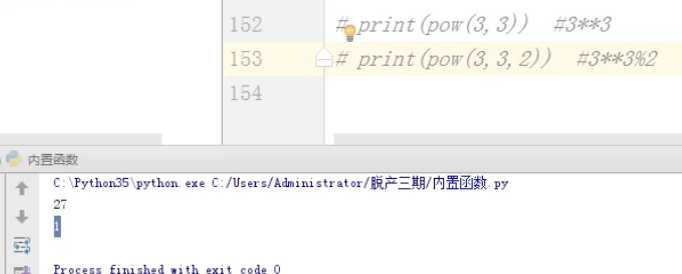 152 # print(pow(3,3)) #3**3
153 # print(pow(3,3,2)) #3**3%2
154
内置函数
C:\Python35\python.exe C:/Users/Administrator/脱产三期/内置函数.py
27
1
Process finished with exit code 0